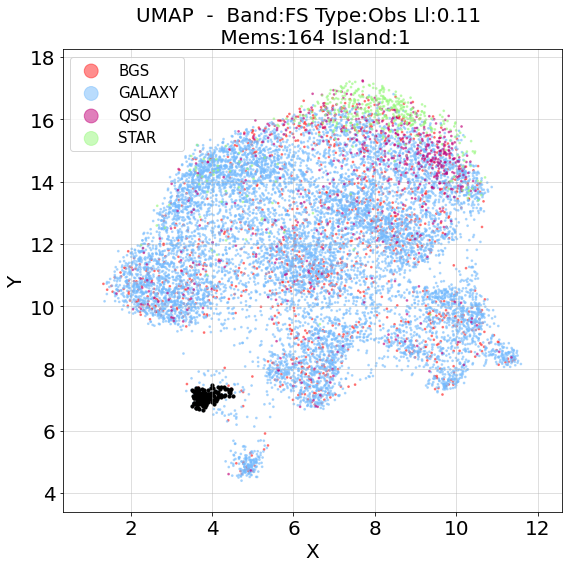 UMAP  -  Band:FS Type:Obs Ll:0.11
Mems:164 Island:1
BGS
GALAXY
QSO
STAR
18
16
14
12
10
8
6
4
Y
2 4 6 8 10 12
X